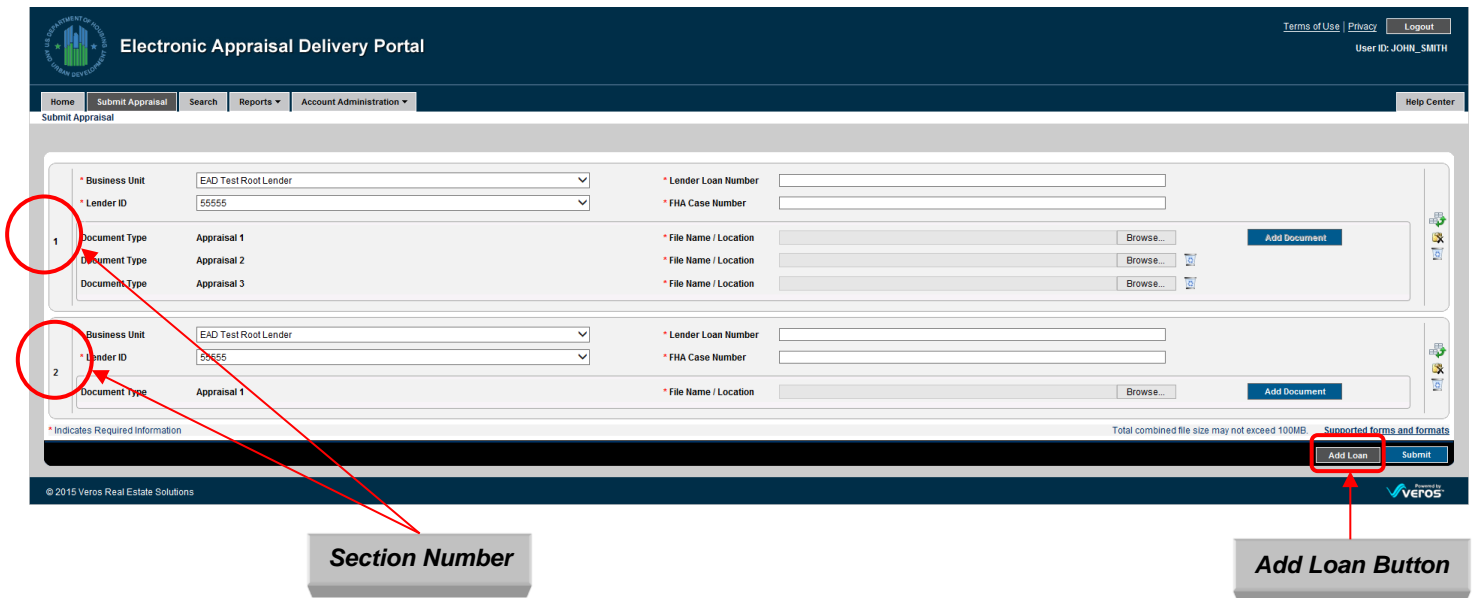 U.S. DEPARTMENT OF HOUSING AND URBAN DEVELOPMENT
Electronic Appraisal Delivery Portal
Terms of Use | Privacy Logout
User ID: JOHN_SMITH
Home Submit Appraisal Search Reports Account Administration Help Center
Submit Appraisal
* Business Unit EAD Test Root Lender * Lender Loan Number
* Lender ID 55555 * FHA Case Number
1 Document Type Appraisal 1 * File Name / Location Browse... Add Document
Document Type Appraisal 2 * File Name / Location Browse...
Document Type Appraisal 3 * File Name / Location Browse...
Business Unit EAD Test Root Lender * Lender Loan Number
* Lender ID 55555 * FHA Case Number
2 Document Type Appraisal 1 * File Name / Location Browse... Add Document
* Indicates Required Information Total combined file size may not exceed 100MB. Supported forms and formats
Add Loan Submit
© 2015 Veros Real Estate Solutions Powered by veros
Section Number
Add Loan Button